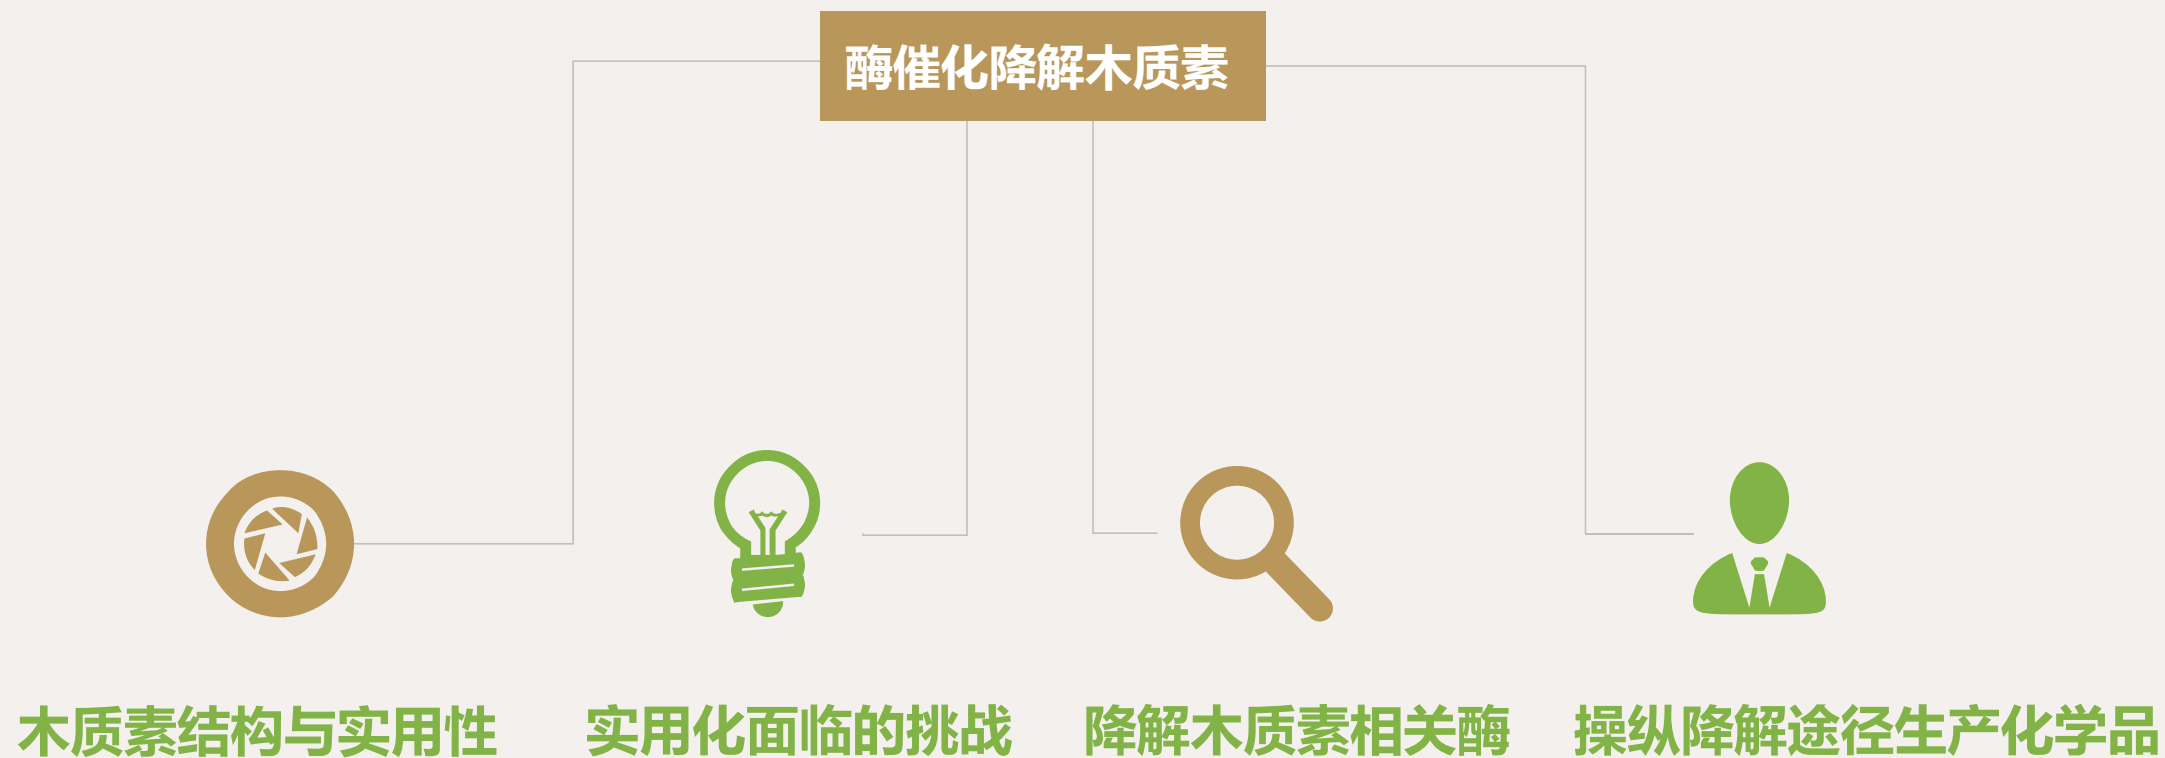 酶催化降解木质素
木质素结构与实用性
实用化面临的挑战
降解木质素相关酶
操纵降解途径生产化学品